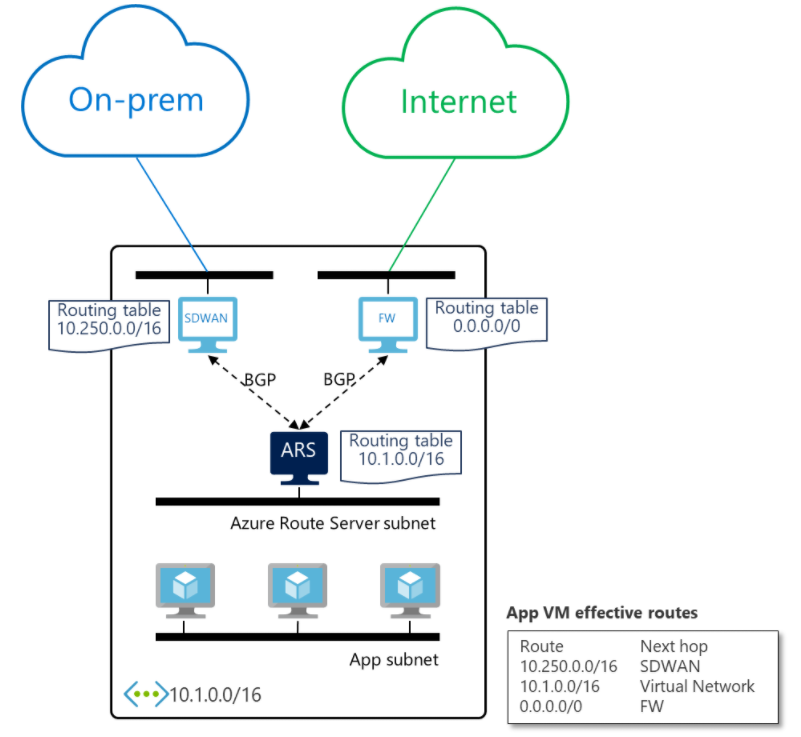 On-prem
Internet
Routing table
10.250.0.0/16
SDWAN
FW
Routing table
0.0.0.0/0
BGP
BGP
ARS
Routing table
10.1.0.0/16
Azure Route Server subnet
App subnet
10.1.0.0/16
App VM effective routes
Route Next hop
10.250.0.0/16 SDWAN
10.1.0.0/16 Virtual Network
0.0.0.0/0 FW